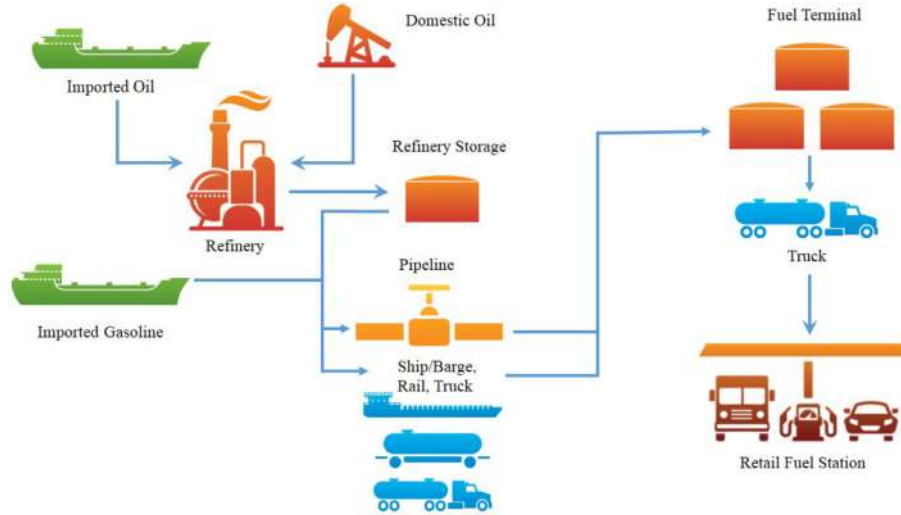 Domestic Oil
Fuel Terminal
Imported Oil
Refinery Storage
Refinery
Truck
Pipeline
Imported Gasoline
Ship/Barge,
Rail, Truck
Retail Fuel Station